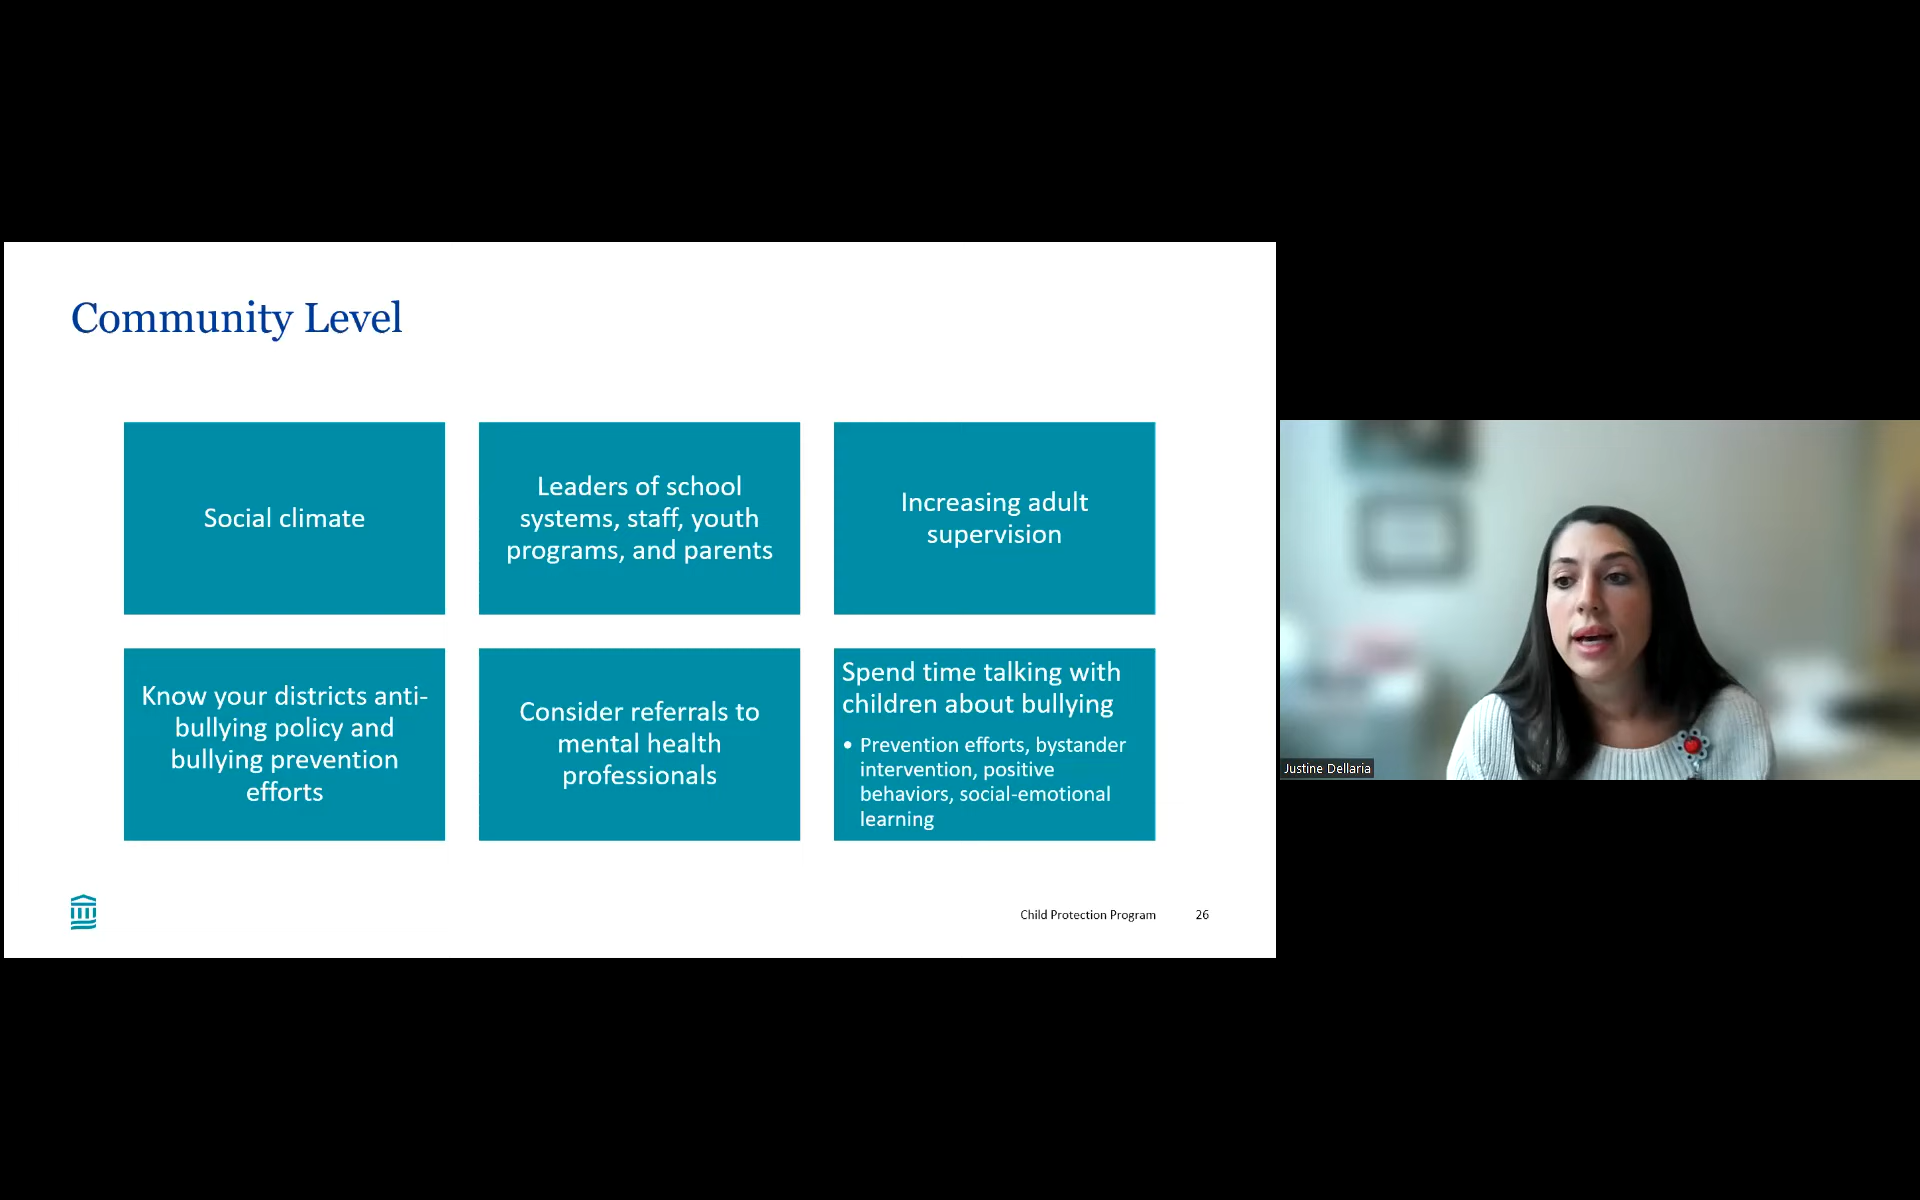 Community Level
Social climate
Leaders of school
systems, staff, youth
programs, and parents
Increasing adult
supervision
Know your districts anti-
bullying policy and
bullying prevention
efforts
Consider referrals to
mental health
professionals
Spend time talking with
children about bullying
• Prevention efforts, bystander
intervention, positive
behaviors, social-emotional
learning
Child Protection Program
26
Justine Dellaria